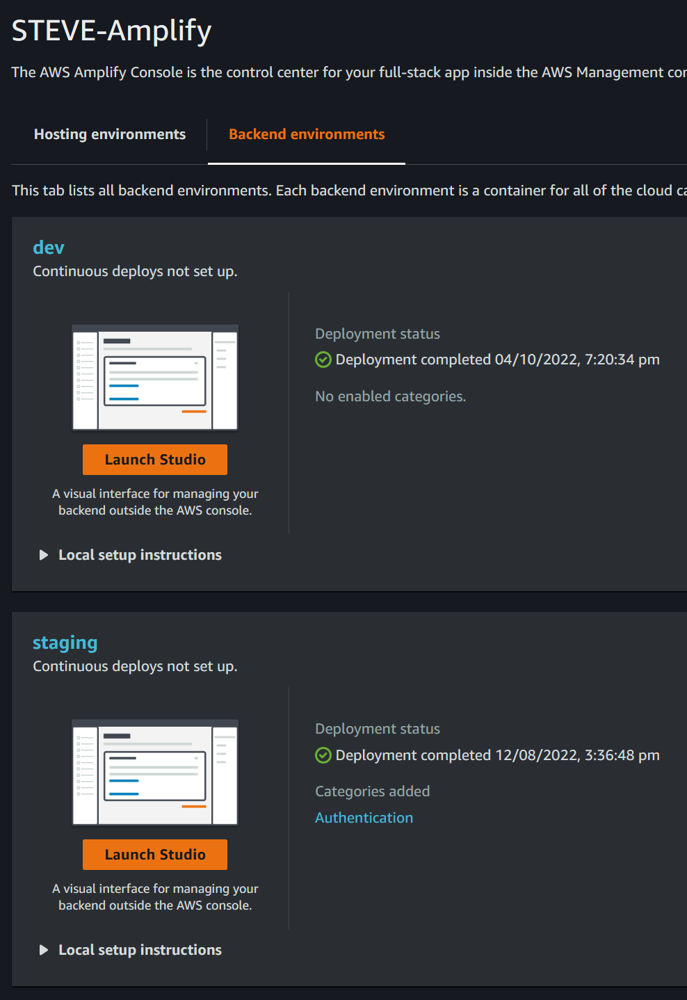 STEVE-Amplify
The AWS Amplify Console is the control center for your full-stack app inside the AWS Management
Hosting environments
Backend environments
This tab lists all backend environments. Each backend environment is a container for all of the cloud
dev
Continuous deploys not set up.
Deployment status
Deployment completed 04/10/2022, 7:20:34 pm
No enabled categories.
Launch Studio
A visual interface for managing your
backend outside the AWS console.
Local setup instructions
staging
Continuous deploys not set up.
Deployment status
Deployment completed 12/08/2022, 3:36:48 pm
Categories added
Authentication
Launch Studio
A visual interface for managing your
backend outside the AWS console.
Local setup instructions